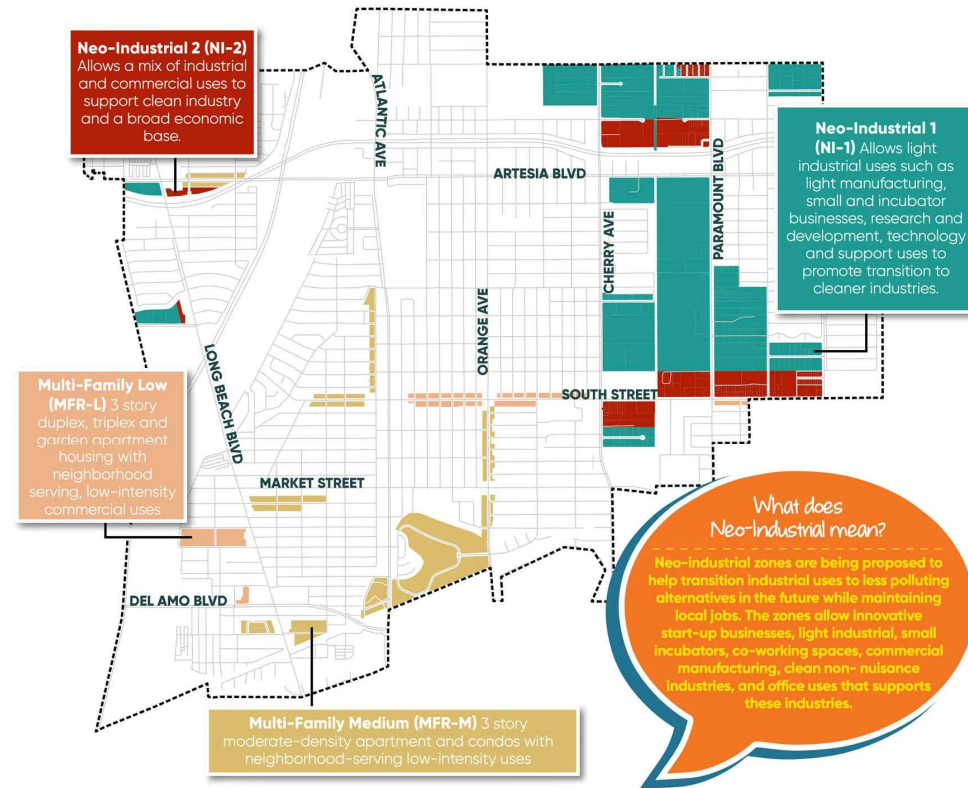 Neo-Industrial 2 (NI-2)
Allows a mix of industrial
and commercial uses to
support clean industry
and a broad economic
base.
ATLANTIC AVE
ARTESIA BLVD
CHERRY AVE
PARAMOUNT BLVD
Neo-Industrial 1
(NI-1) Allows light
industrial uses such as
light manufacturing,
small and incubator
businesses, research and
development, technology
and support uses to
promote transition to
cleaner industries.
ORANGE AVE
LONG BEACH BLVD
SOUTH STREET
Multi-Family Low
(MFR-L) 3 story
duplex, triplex and
garden apartment
housing with
neighborhood
serving, low-intensity
commercial uses
MARKET STREET
DEL AMO BLVD
Multi-Family Medium (MFR-M) 3 story
moderate-density apartment and condos with
neighborhood-serving low-intensity uses
What does
Neo-Industrial mean?
Neo-industrial zones are being proposed to
help transition industrial uses to less polluting
alternatives in the future while maintaining
local jobs. The zones allow innovative
start-up businesses, light industrial, small
incubators, co-working spaces, commercial
manufacturing, clean non- nuisance
industries, and office uses that supports
these industries.